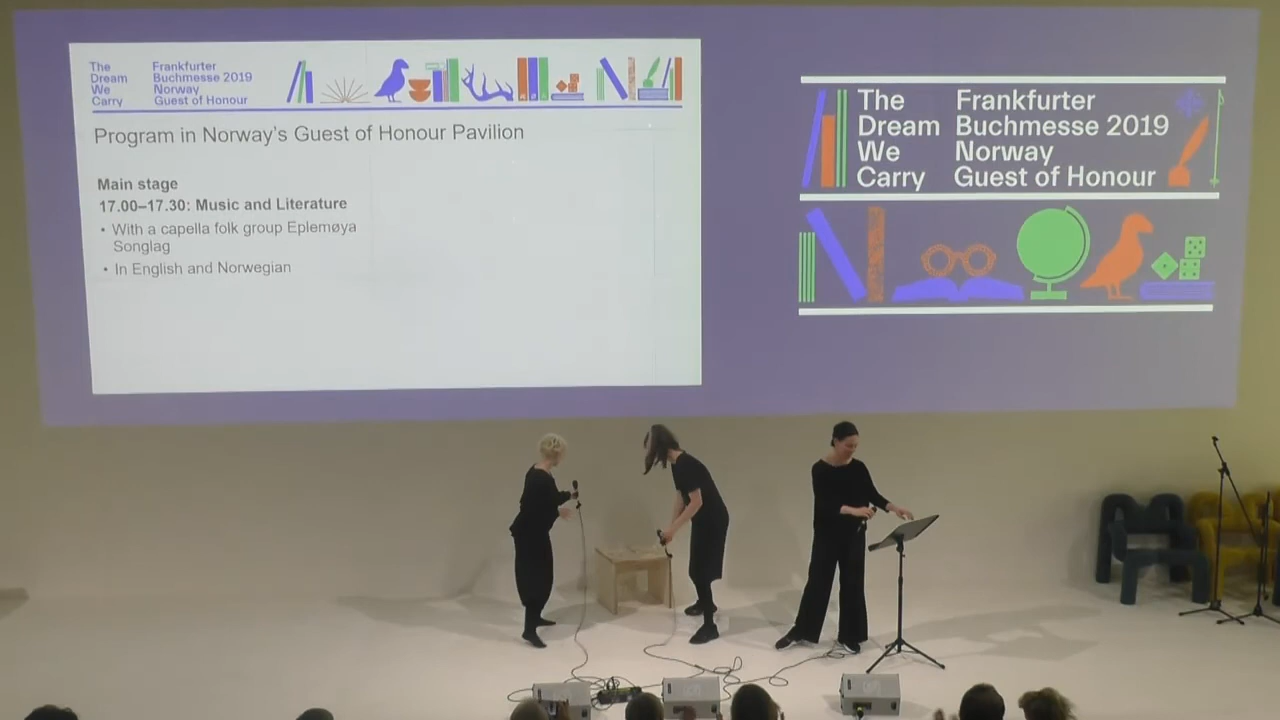 The Dream We Carry
Frankfurter Buchmesse 2019 Norway Guest of Honour
Program in Norway's Guest of Honour Pavilion
Main stage
17.00–17.30: Music and Literature
• With a capella folk group Eplemøya
Songlag
• In English and Norwegian
The Frankfurter
Dream Buchmesse 2019
We Norway
Carry Guest of Honour